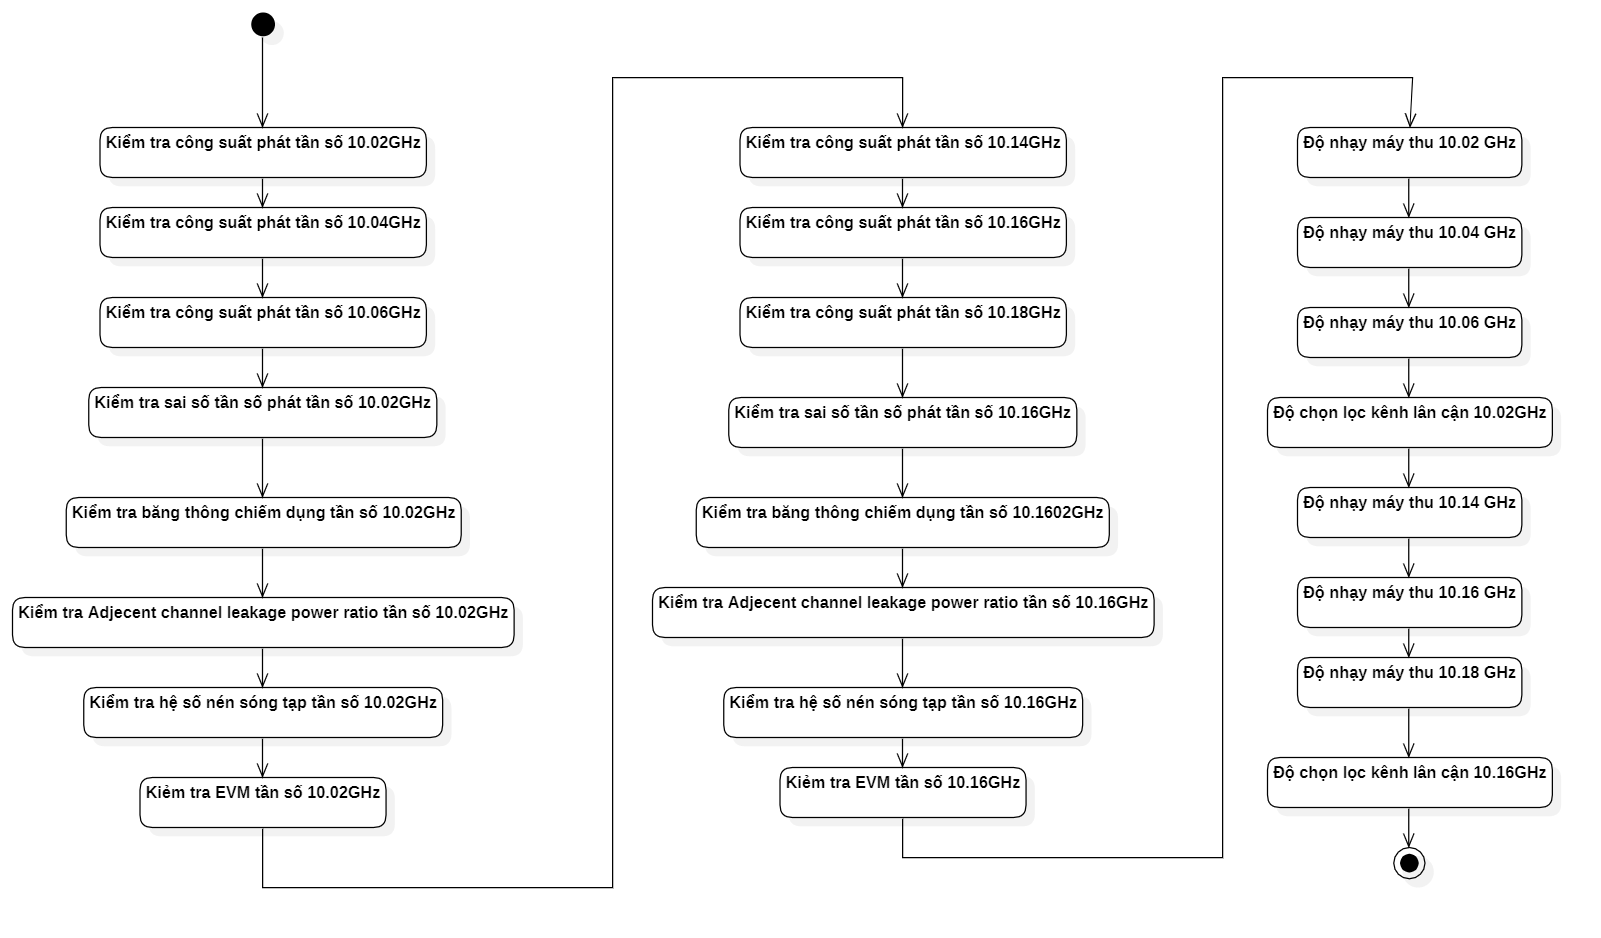 Kiểm tra công suất phát tần số 10.02GHz
Kiểm tra công suất phát tần số 10.04GHz
Kiểm tra công suất phát tần số 10.06GHz
Kiểm tra sai số tần số phát tần số 10.02GHz
Kiểm tra băng thông chiếm dụng tần số 10.02GHz
Kiểm tra Adjecent channel leakage power ratio tần số 10.02GHz
Kiểm tra hệ số nén sóng tạp tần số 10.02GHz
Kiẻm tra EVM tần số 10.02GHz
Kiểm tra công suất phát tần số 10.14GHz
Kiểm tra công suất phát tần số 10.16GHz
Kiểm tra công suất phát tần số 10.18GHz
Kiểm tra sai số tần số phát tần số 10.16GHz
Kiểm tra băng thông chiếm dụng tần số 10.1602GHz
Kiểm tra Adjecent channel leakage power ratio tần số 10.16GHz
Kiểm tra hệ số nén sóng tạp tần số 10.16GHz
Kiẻm tra EVM tần số 10.16GHz
Độ nhạy máy thu 10.02 GHz
Độ nhạy máy thu 10.04 GHz
Độ nhạy máy thu 10.06 GHz
Độ chọn lọc kênh lân cận 10.02GHz
Độ nhạy máy thu 10.14 GHz
Độ nhạy máy thu 10.16 GHz
Độ nhạy máy thu 10.18 GHz
Độ chọn lọc kênh lân cận 10.16GHz